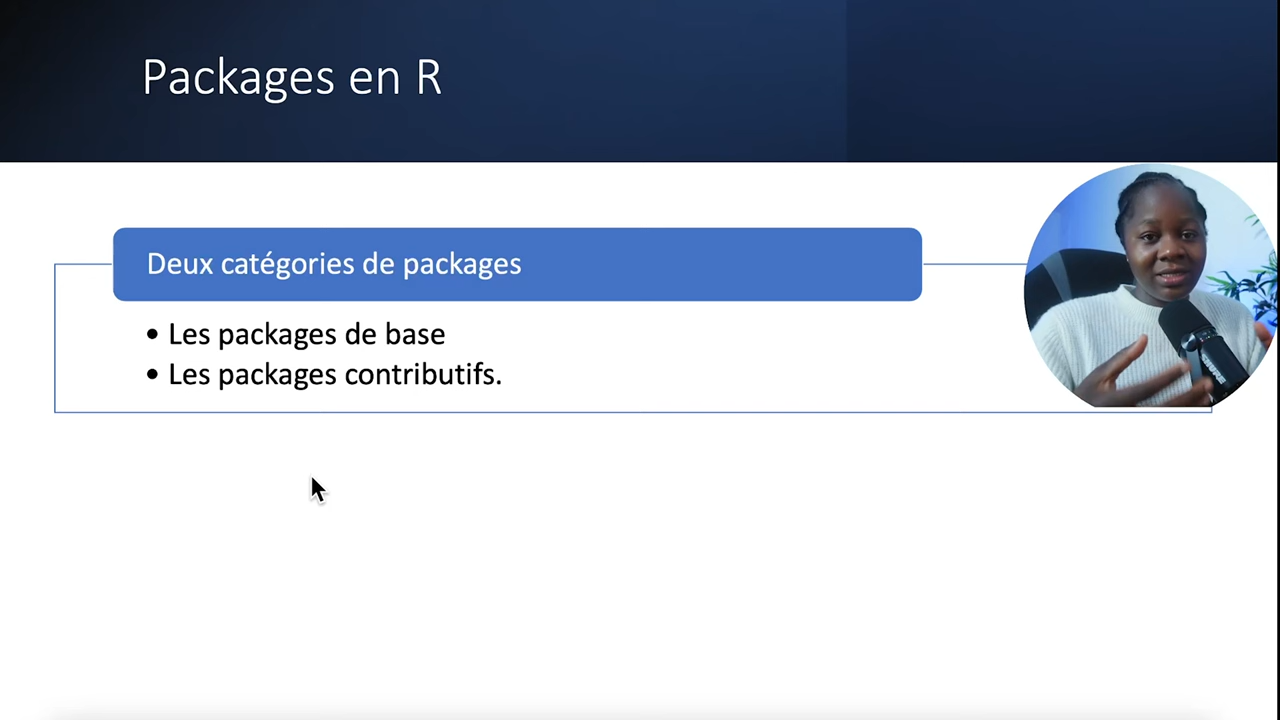 Packages en R
Deux catégories de packages
• Les packages de base
• Les packages contributifs.